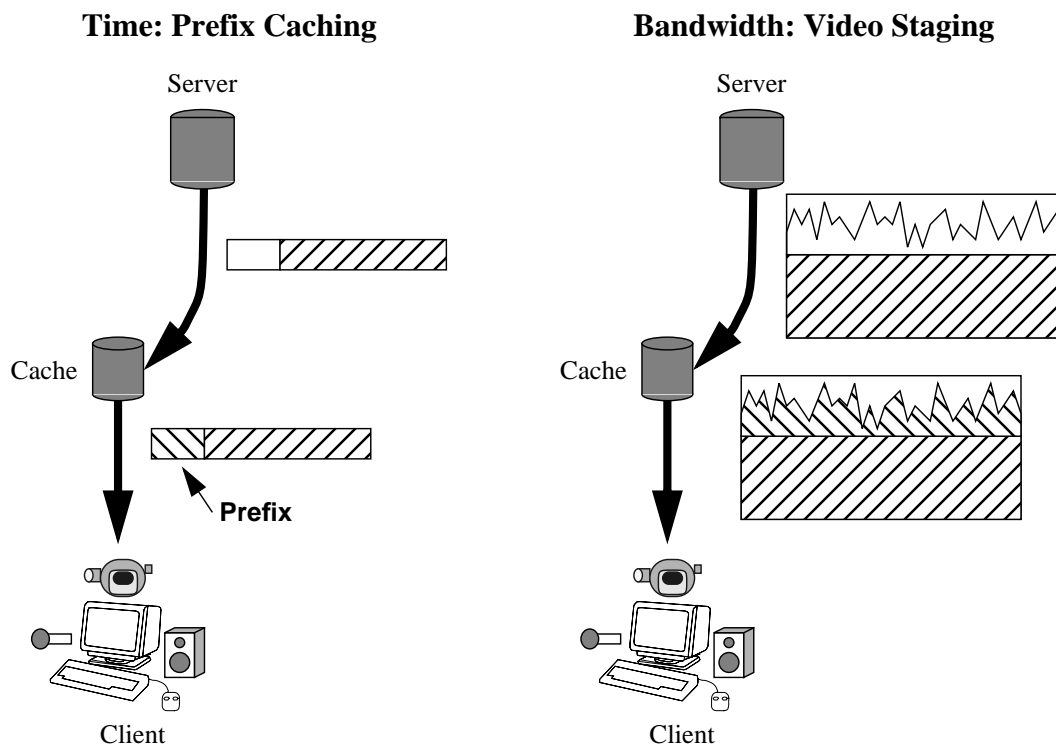 Time: Prefix Caching
Server
Cache
Prefix
Client
Bandwidth: Video Staging
Server
Cache
Client